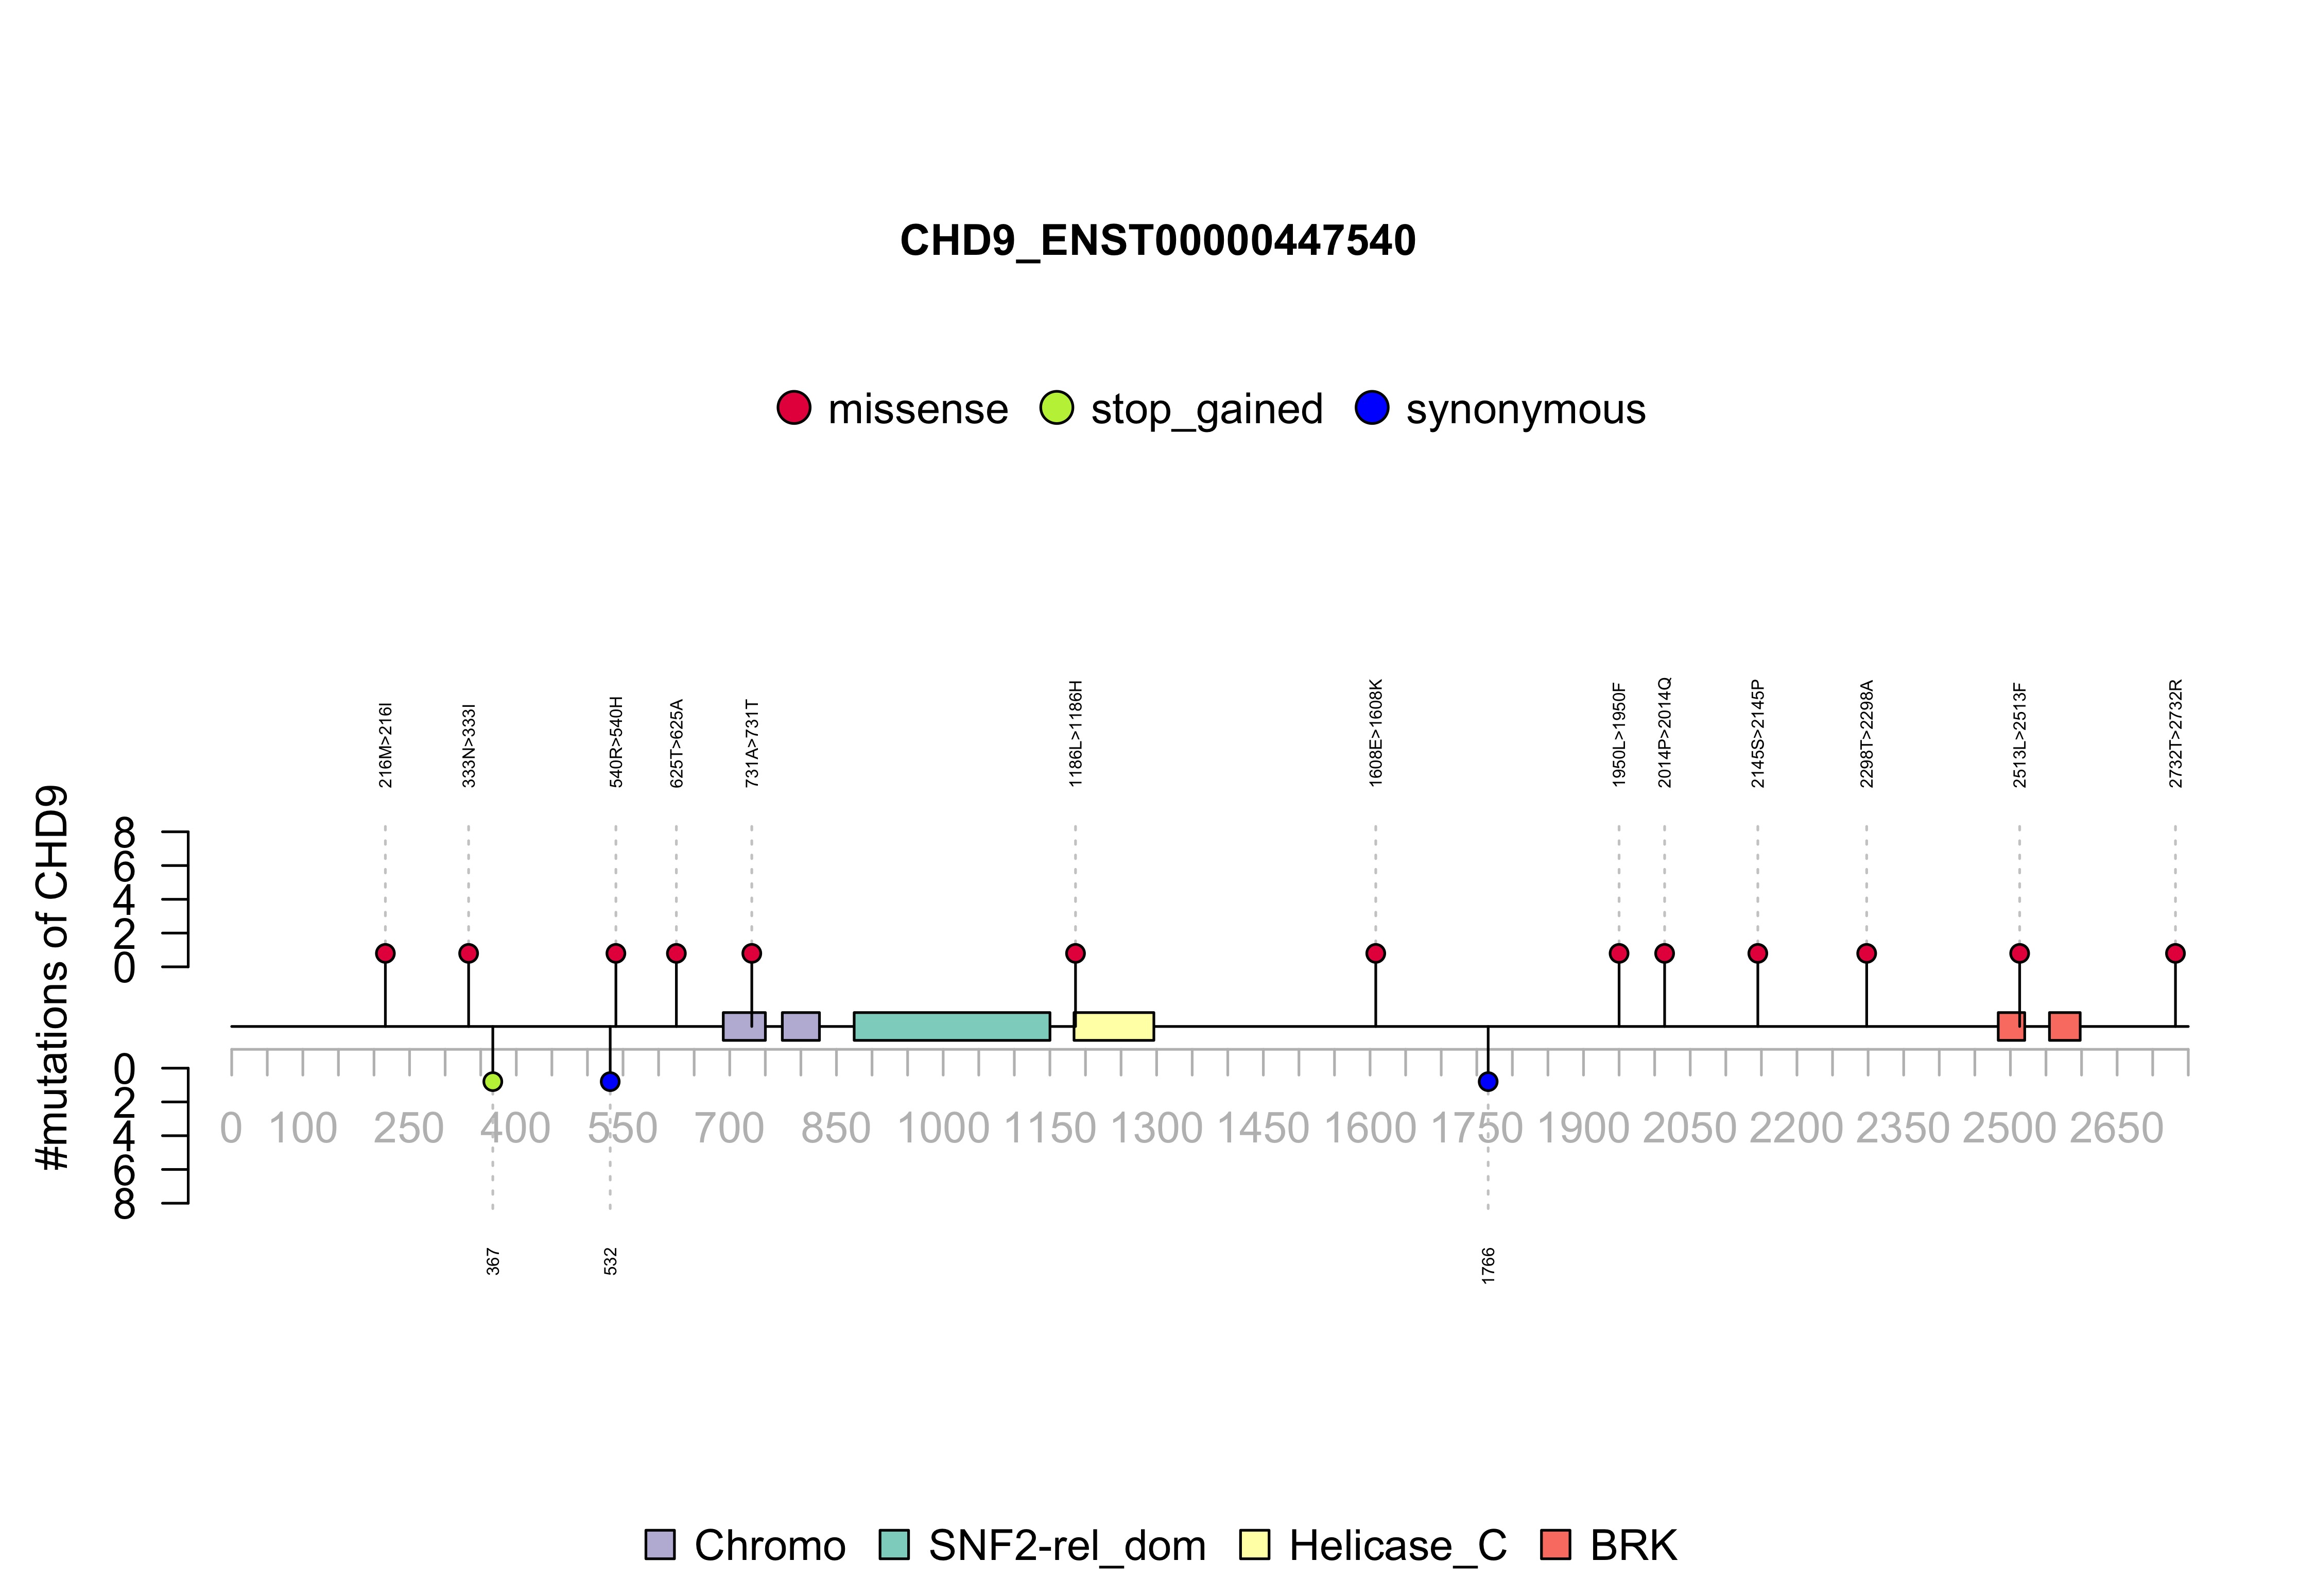 CHD9_ENST00000447540
missense stop_gained synonymous
216M>216I
333N>333I
540R>540H
625T>625A
731A>731T
1186L>1186H
1608E>1608K
1950L>1950F
2014P>2014Q
2145S>2145P
2298T>2298A
2513L>2513F
2732T>2732R
#mutations of CHD9
8
6
4
2
0
0
2
4
6
8
0 100 250 400 550 700 850 1000 1150 1300 1450 1600 1750 1900 2050 2200 2350 2500 2650
367
532
1766
Chromo SNF2-rel_dom Helicase_C BRK